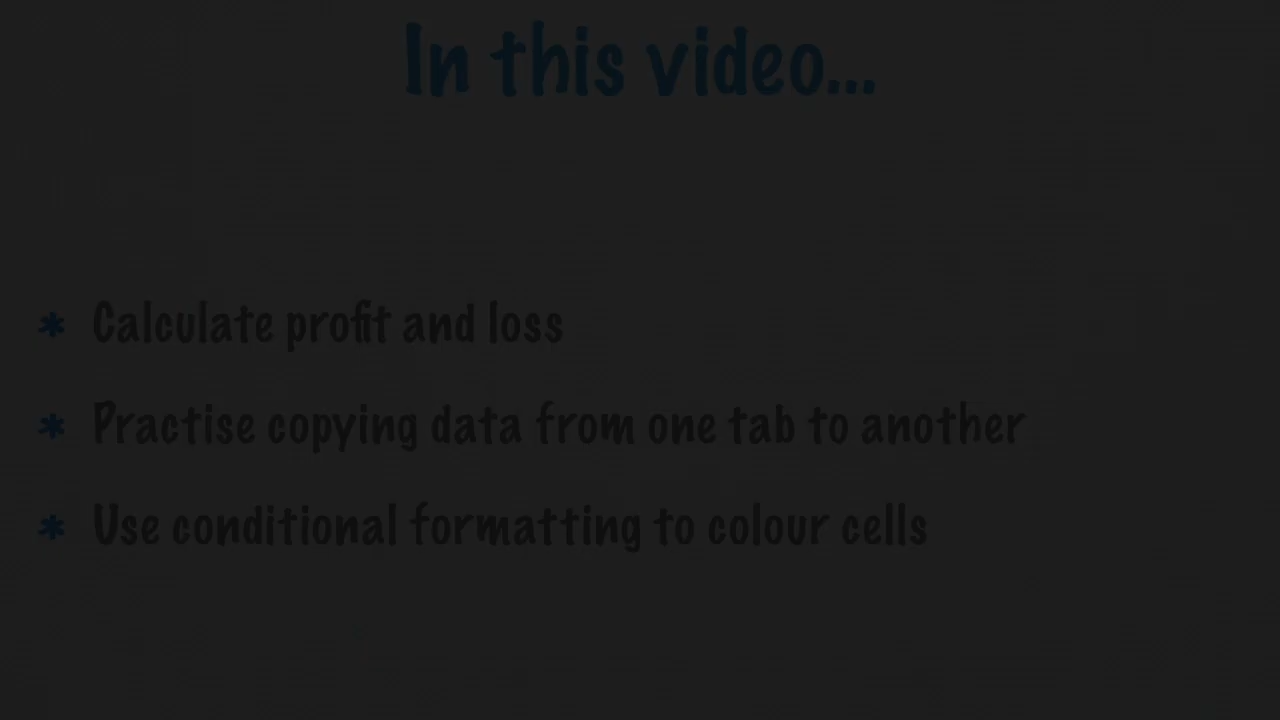 In this video...
* Calculate profit and loss
* Practise copying data from one tab to another
* Use conditional formatting to colour cells